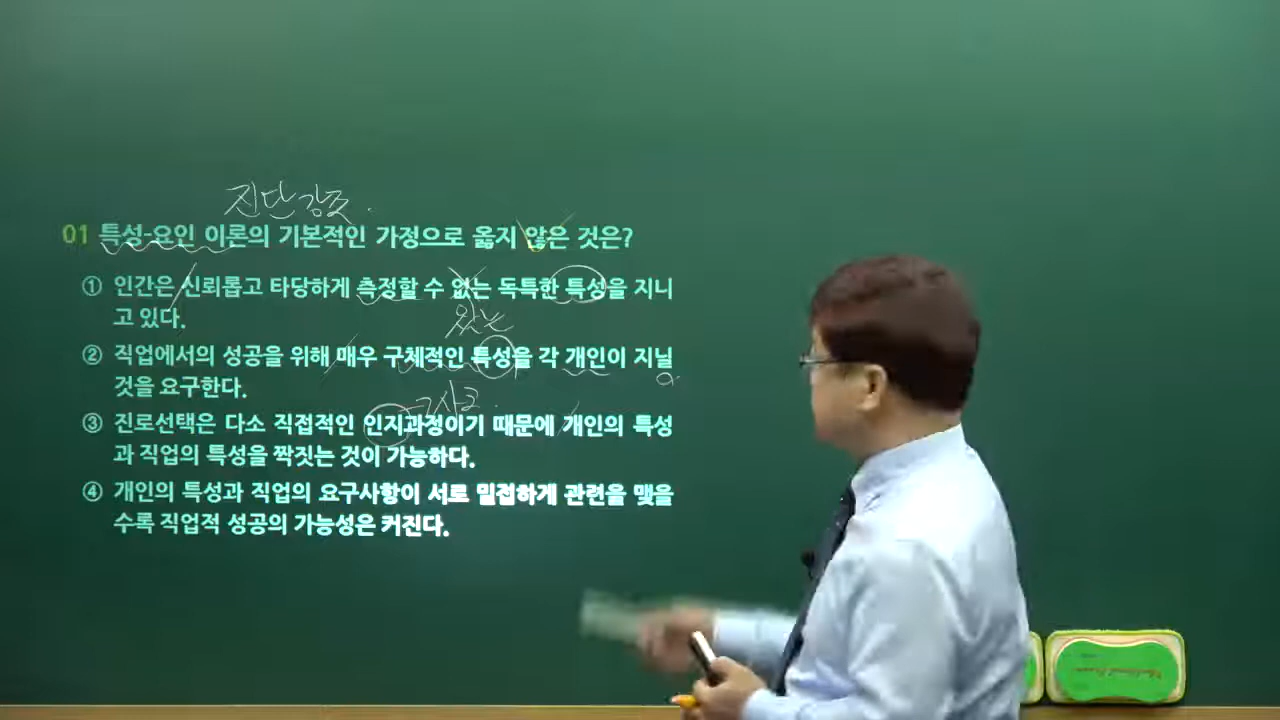 진단강조.
01 특성-요인 이론의 기본적인 가정으로 옳지 않은 것은?
① 인간은 신뢰롭고 타당하게 측정할 수 없는 독특한 특성을 지니
고 있다.
있는
② 직업에서의 성공을 위해 매우 구체적인 특성을 각 개인이 지닐
것을 요구한다.
③ 진로선택은 다소 직접적인 인지과정이기 때문에 개인의 특성
과 직업의 특성을 짝짓는 것이 가능하다.
④ 개인의 특성과 직업의 요구사항이 서로 밀접하게 관련을 맺을
수록 직업적 성공의 가능성은 커진다.